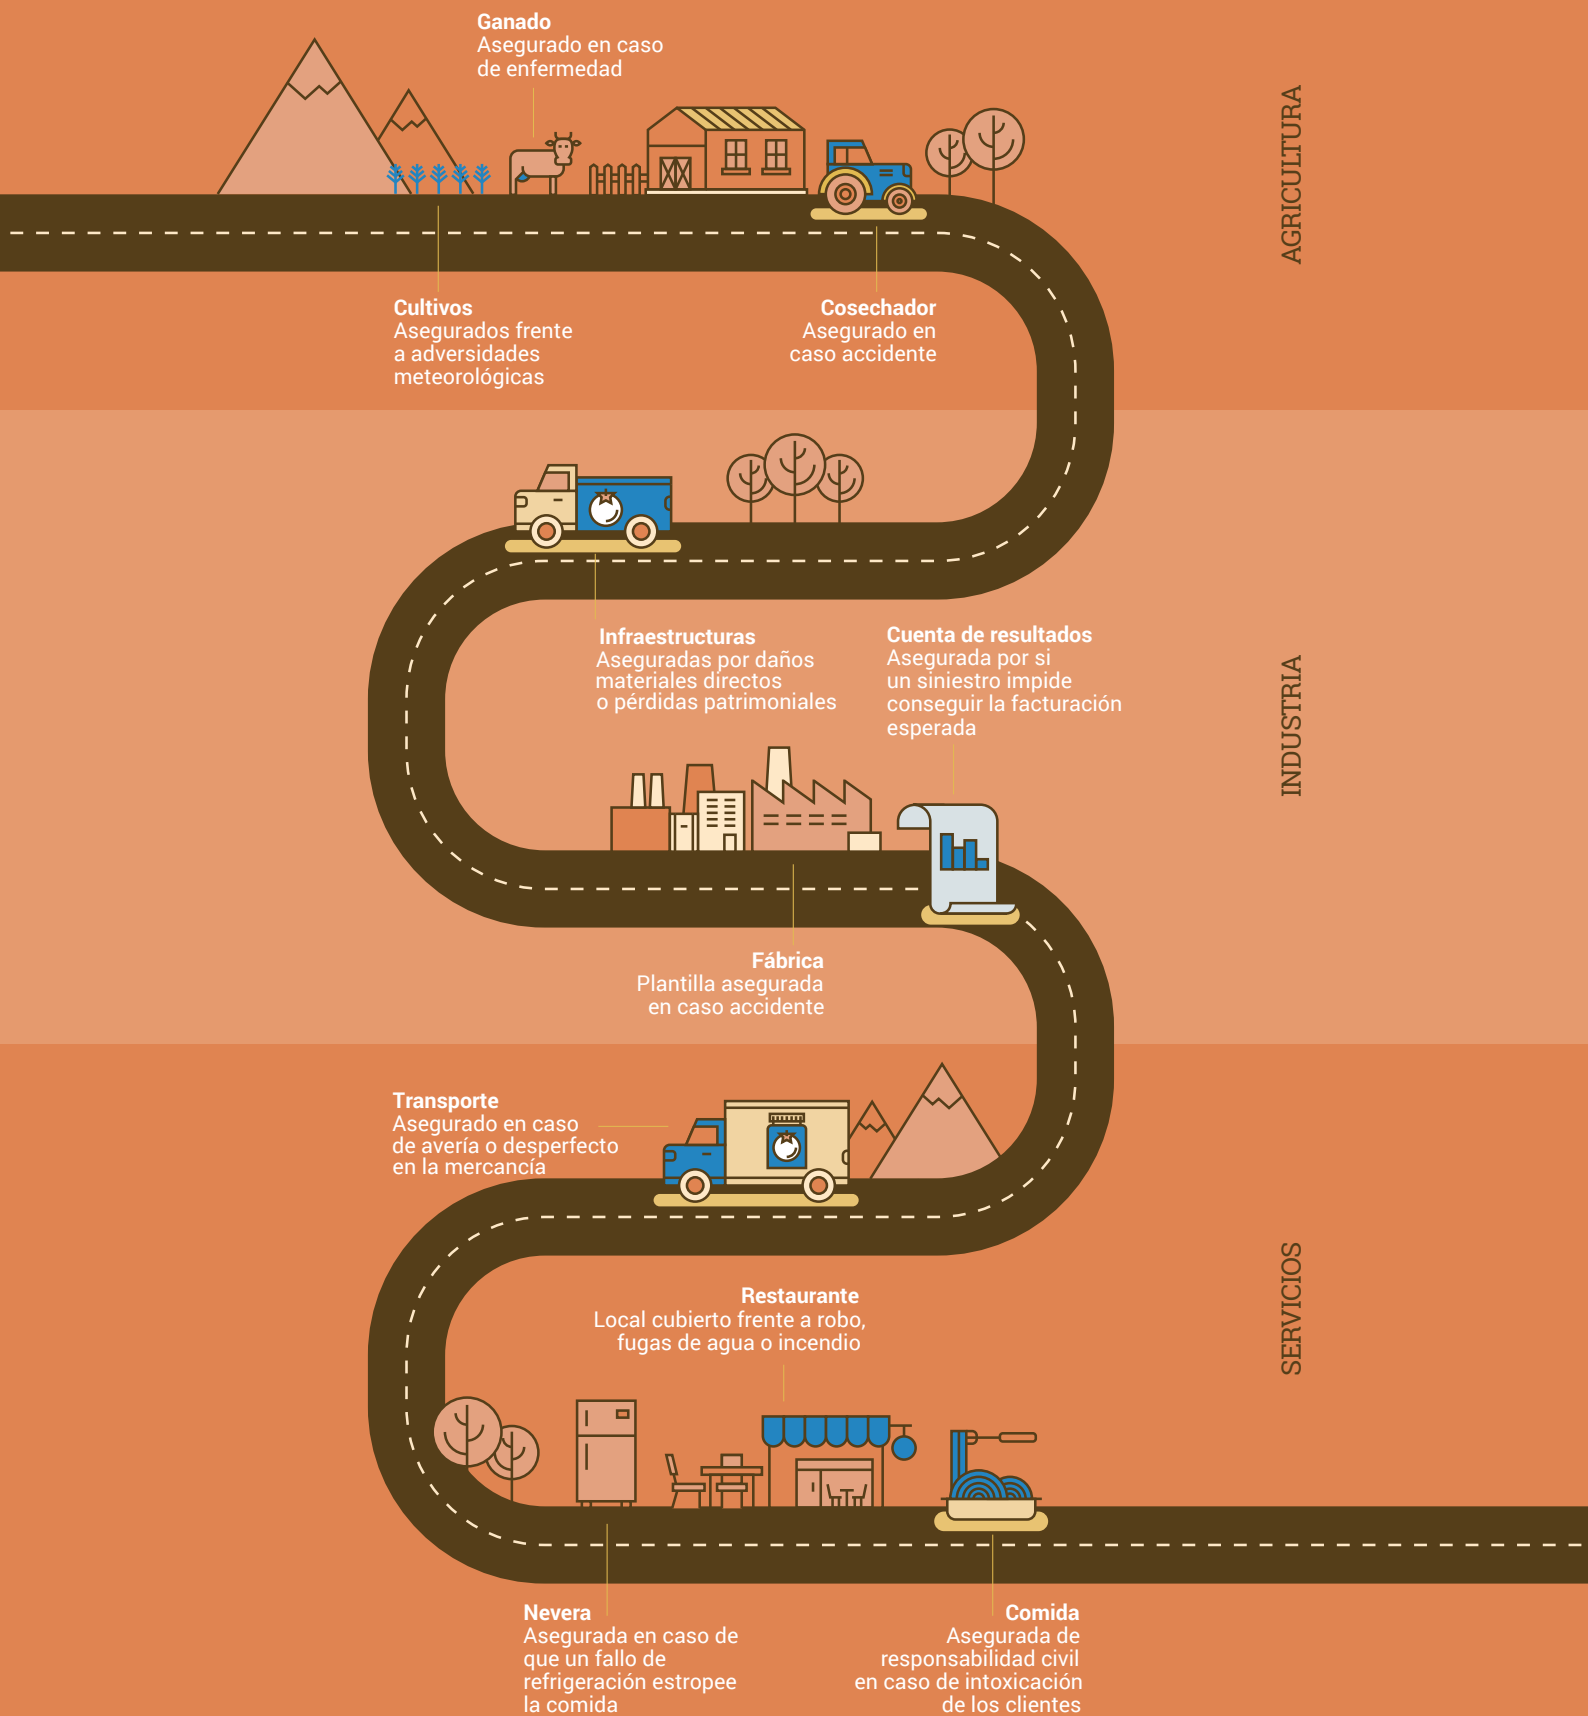 Ganado
Asegurado en caso
de enfermedad
AGRICULTURA
Cultivos
Asegurados frente
a adversidades
meteorológicas
Cosechador
Asegurado en
caso accidente
Infraestructuras
Aseguradas por daños
materiales directos
o pérdidas patrimoniales
Cuenta de resultados
Asegurada por si
un siniestro impide
conseguir la facturación
esperada
INDUSTRIA
Fábrica
Plantilla asegurada
en caso accidente
Transporte
Asegurado en caso
de avería o desperfecto
en la mercancía
Restaurante
Local cubierto frente a robo,
fugas de agua o incendio
SERVICIOS
Nevera
Asegurada en caso de
que un fallo de
refrigeración estropee
la comida
Comida
Asegurada de
responsabilidad civil
en caso de intoxicación
de los clientes